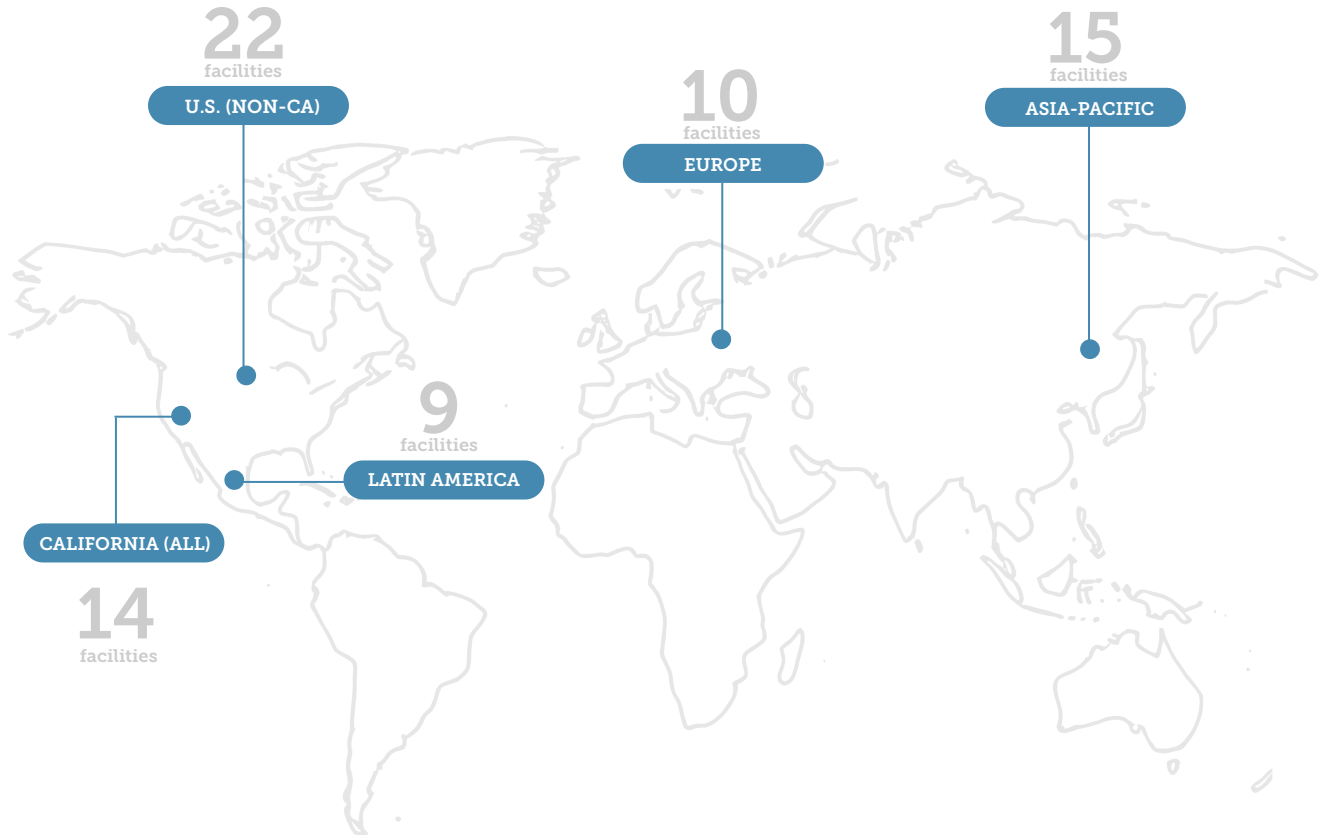 22
facilities
U.S. (NON-CA)
10
facilities
EUROPE
15
facilities
ASIA-PACIFIC
9
facilities
LATIN AMERICA
CALIFORNIA (ALL)
14
facilities